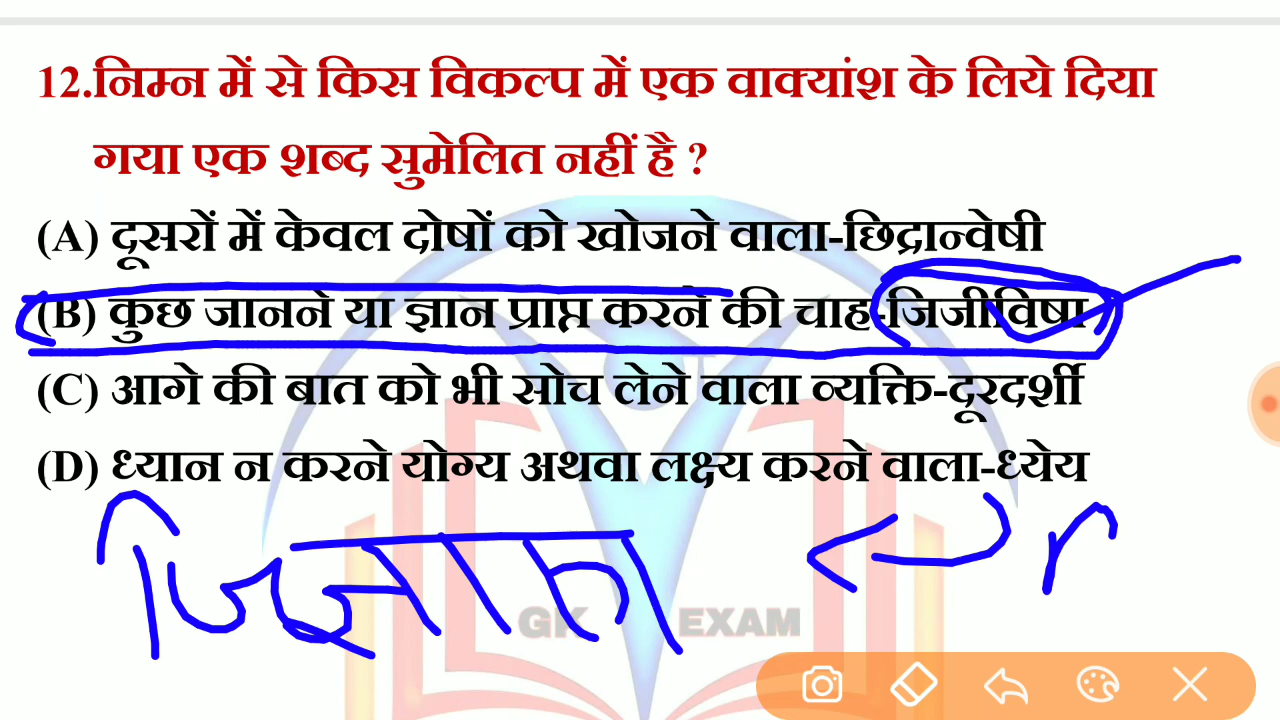 12.निम्न में से किस विकल्प में एक वाक्यांश के लिये दिया
गया एक शब्द सुमेलित नहीं है ?
(A) दूसरों में केवल दोषों को खोजने वाला-छिद्रान्वेषी
(B) कुछ जानने या ज्ञान प्राप्त करने की चाह-जिजीविषा
(C) आगे की बात को भी सोच लेने वाला व्यक्ति-दूरदर्शी
(D) ध्यान न करने योग्य अथवा लक्ष्य करने वाला-ध्येय
GK EXAM